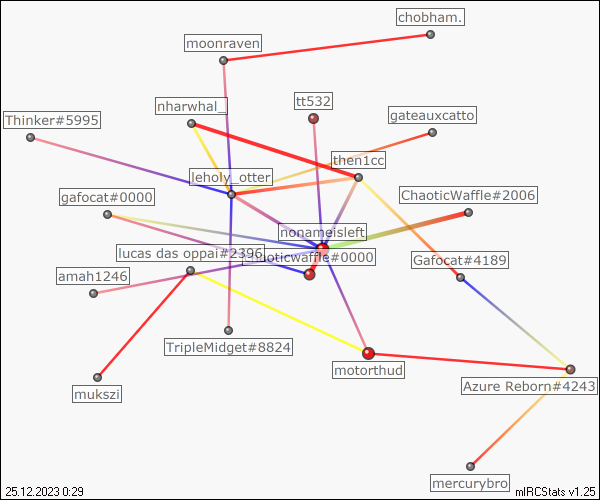 chobham.
moonraven
tt532
nharwhal_
gateauxcatto
Thinker#5995
then1cc
leholy_otter
gafocat#0000
ChaoticWaffle#2006
nonameisleft
lucas das oppai#2396
chaoticwaffle#0000
Gafocat#4189
amah1246
TripleMidget#8824
motorthud
Azure Reborn#4243
mukszi
mercurybro
25.12.2023 0:29
mIRCStats v1.25